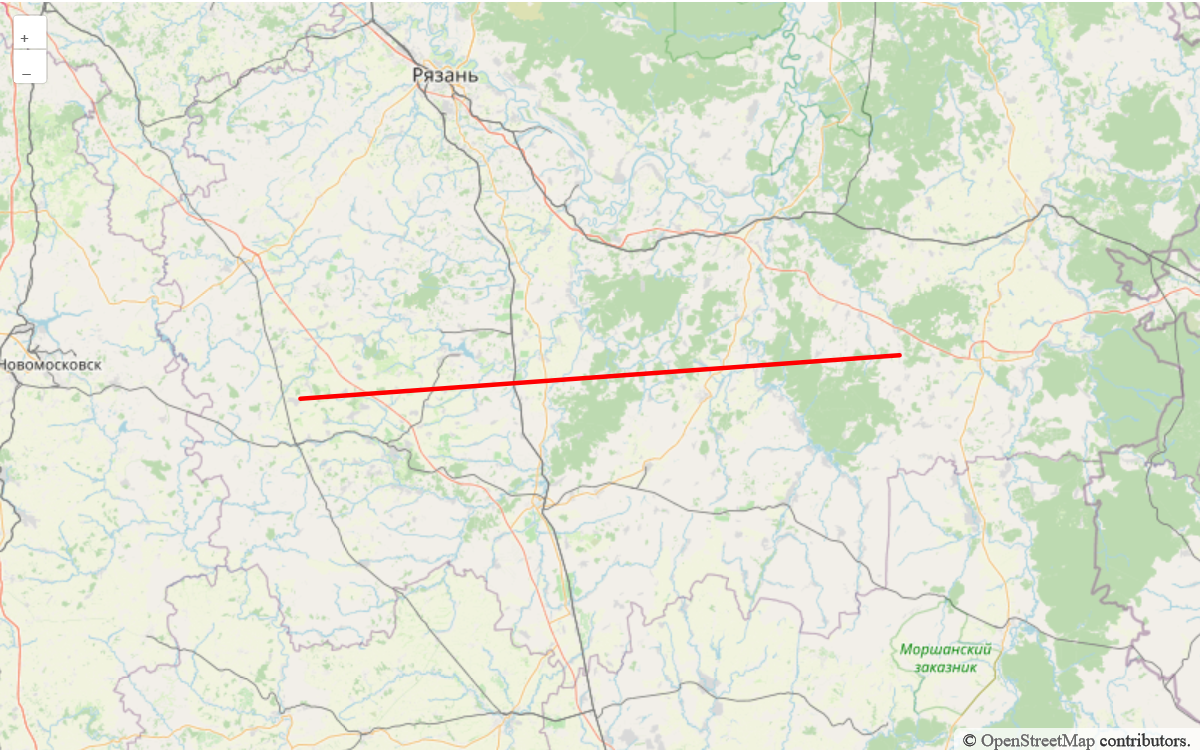 +
–
Рязань
Новомосковск
Моршанский
заказник
© OpenStreetMap contributors.